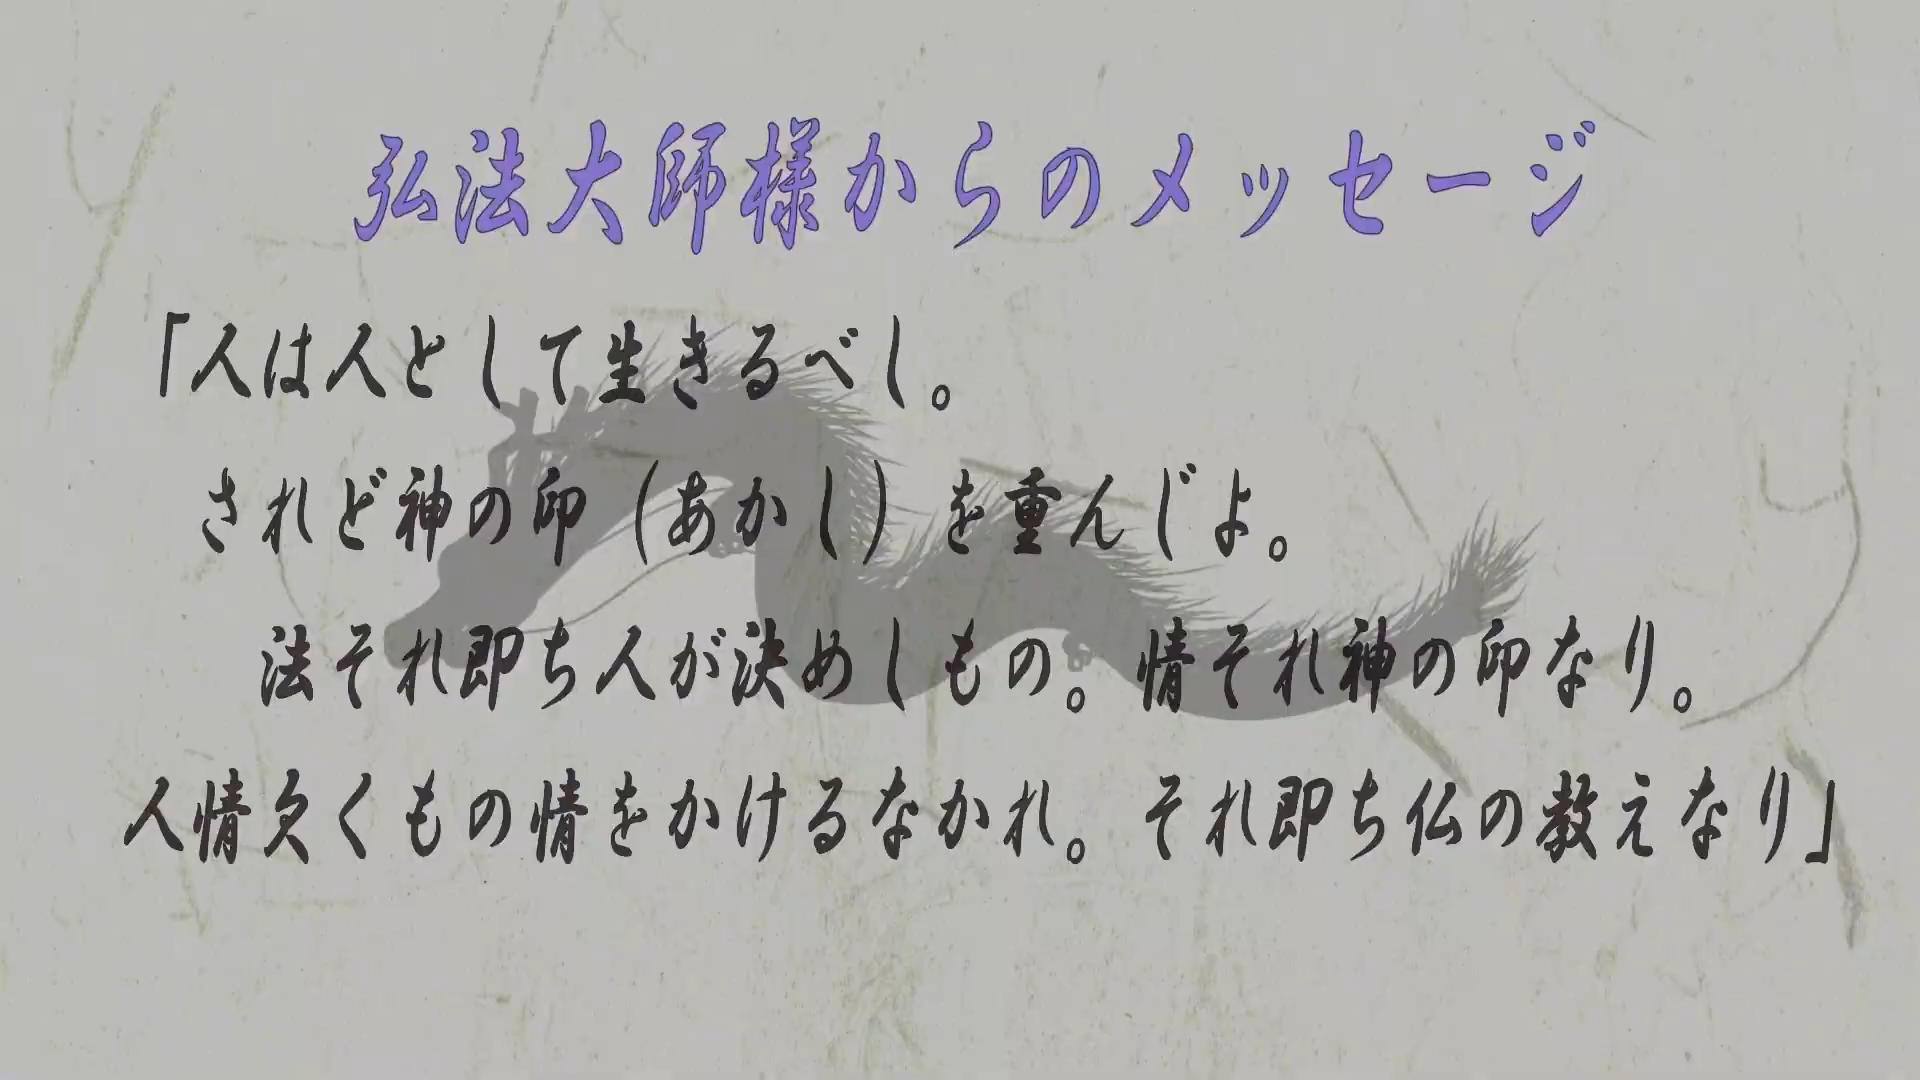 弘法大師様からのメッセージ
「人は人として生きるべし。
されど神の印（あかし）を重んじよ。
法それ即ち人が決めしもの。情それ神の印なり。
人情欠くもの情をかけるなかれ。それ即ち仏の教えなり」